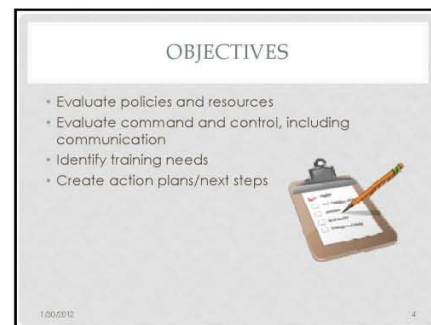 OBJECTIVES
• Evaluate policies and resources
• Evaluate command and control, including
communication
• Identify training needs
• Create action plans/next steps
1/30/2012
4